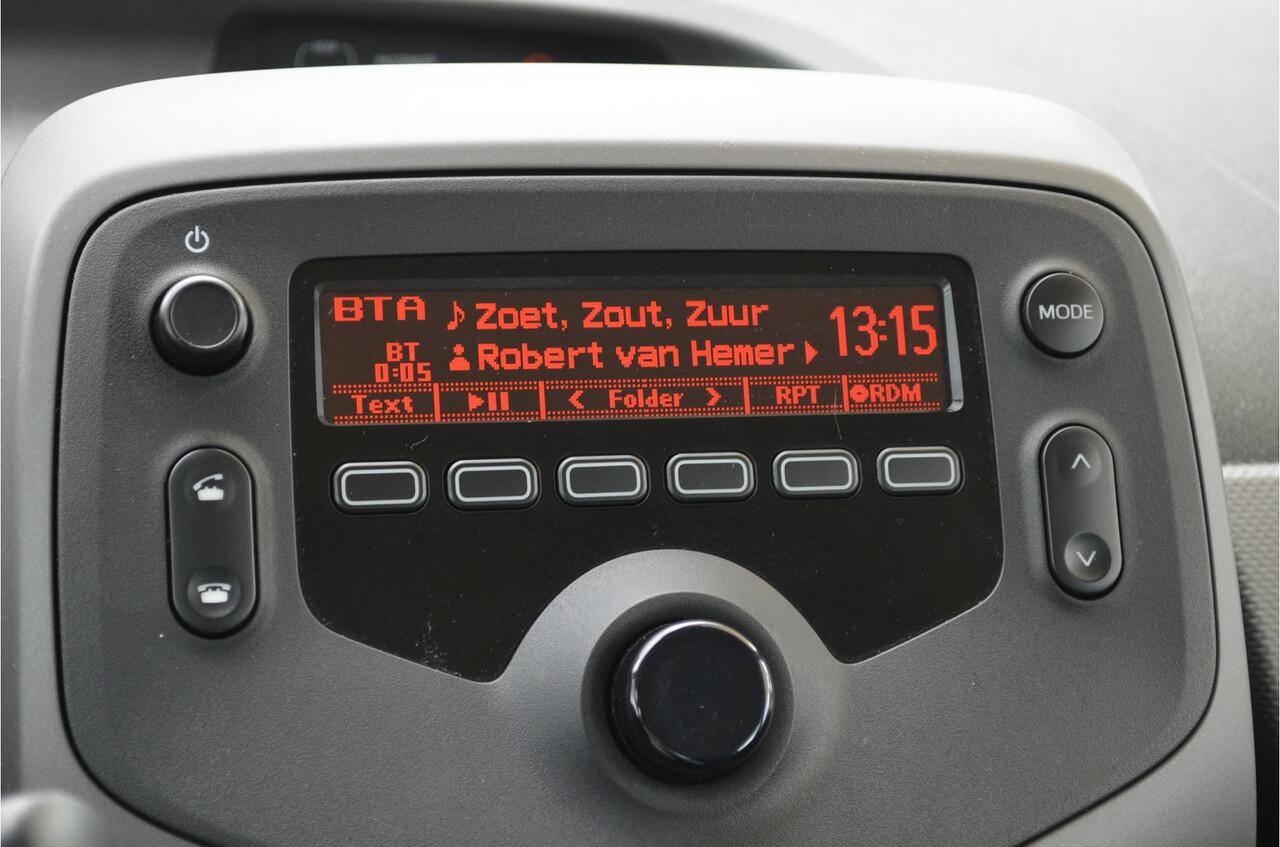 BTA
Zoet, Zout, Zuur
13:15
BT
0:05
Robert van Hemer
Text
< Folder >
RPT
RDM
MODE